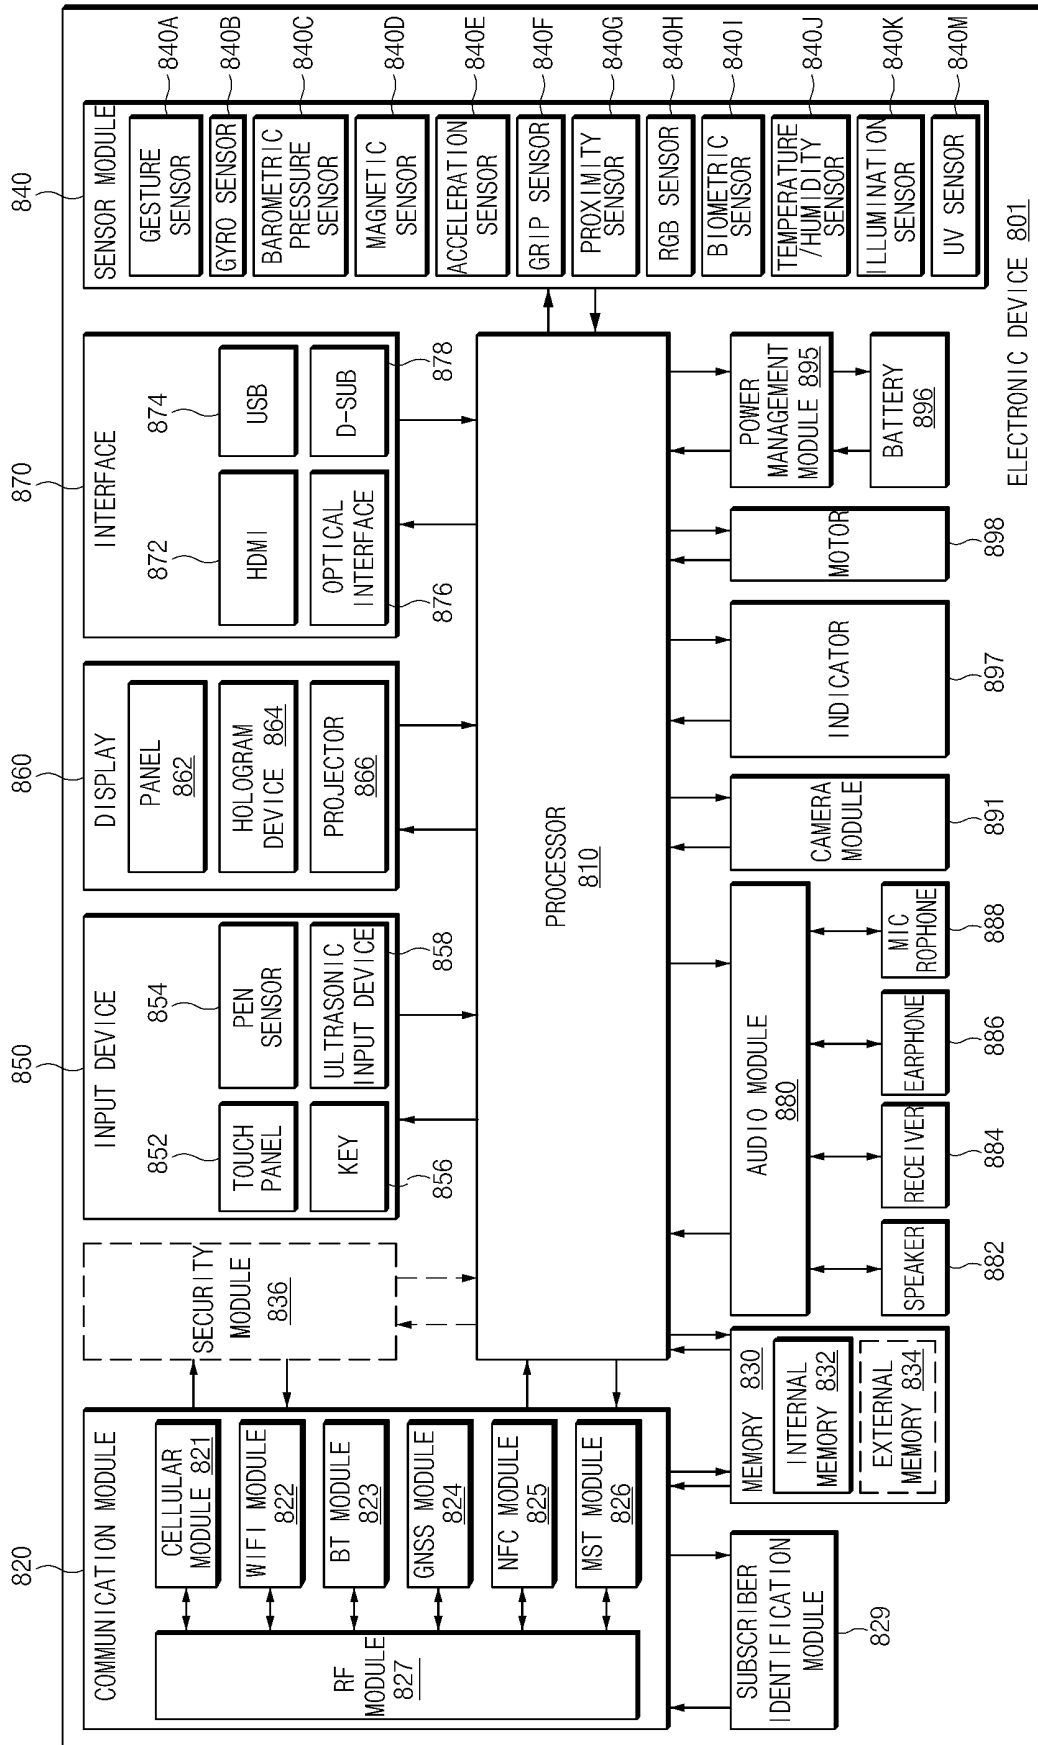 ELECTRONIC DEVICE 801
820
COMMUNICATION MODULE
RF
MODULE
827
CELLULAR
MODULE 821
WIFI MODULE
822
BT MODULE
823
GNSS MODULE
824
NFC MODULE
825
MST MODULE
826
SECURITY
MODULE
836
850
INPUT DEVICE
852
TOUCH
PANEL
854
PEN
SENSOR
KEY
856
ULTRASONIC
INPUT DEVICE
858
860
DISPLAY
PANEL
862
HOLOGRAM
DEVICE 864
PROJECTOR
866
870
INTERFACE
872
HDMI
874
USB
OPTICAL
INTERFACE
876
D-SUB
878
840
SENSOR MODULE
GESTURE
SENSOR
840A
GYRO SENSOR
840B
BAROMETRIC
PRESSURE
SENSOR
840C
MAGNETIC
SENSOR
840D
ACCELERATION
SENSOR
840E
GRIP SENSOR
840F
PROXIMITY
SENSOR
840G
RGB SENSOR
840H
BIOMETRIC
SENSOR
840I
TEMPERATURE
/HUMIDITY
SENSOR
840J
ILLUMINATION
SENSOR
840K
UV SENSOR
840M
PROCESSOR
810
SUBSCRIBER
IDENTIFICATION
MODULE
829
MEMORY 830
INTERNAL
MEMORY 832
EXTERNAL
MEMORY 834
AUDIO MODULE
880
SPEAKER
882
RECEIVER
884
EARPHONE
886
MIC
ROPHONE
888
CAMERA
MODULE
891
INDICATOR
897
MOTOR
898
POWER
MANAGEMENT
MODULE 895
BATTERY
896